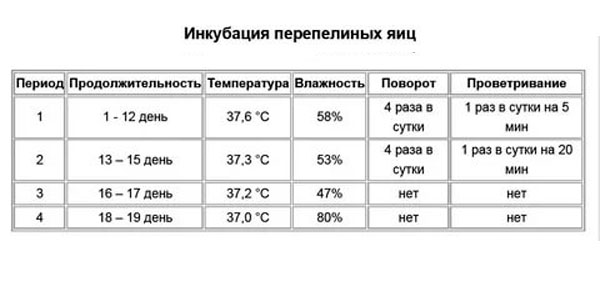 Инкубация перепелиных яиц
Период Продолжительность Температура Влажность Поворот Проветривание
1 1 - 12 день 37,6 °C 58% 4 раза в сутки 1 раз в сутки на 5 мин
2 13 – 15 день 37,3 °C 53% 4 раза в сутки 1 раз в сутки на 20 мин
3 16 – 17 день 37,2 °C 47% нет нет
4 18 – 19 день 37,0 °C 80% нет нет